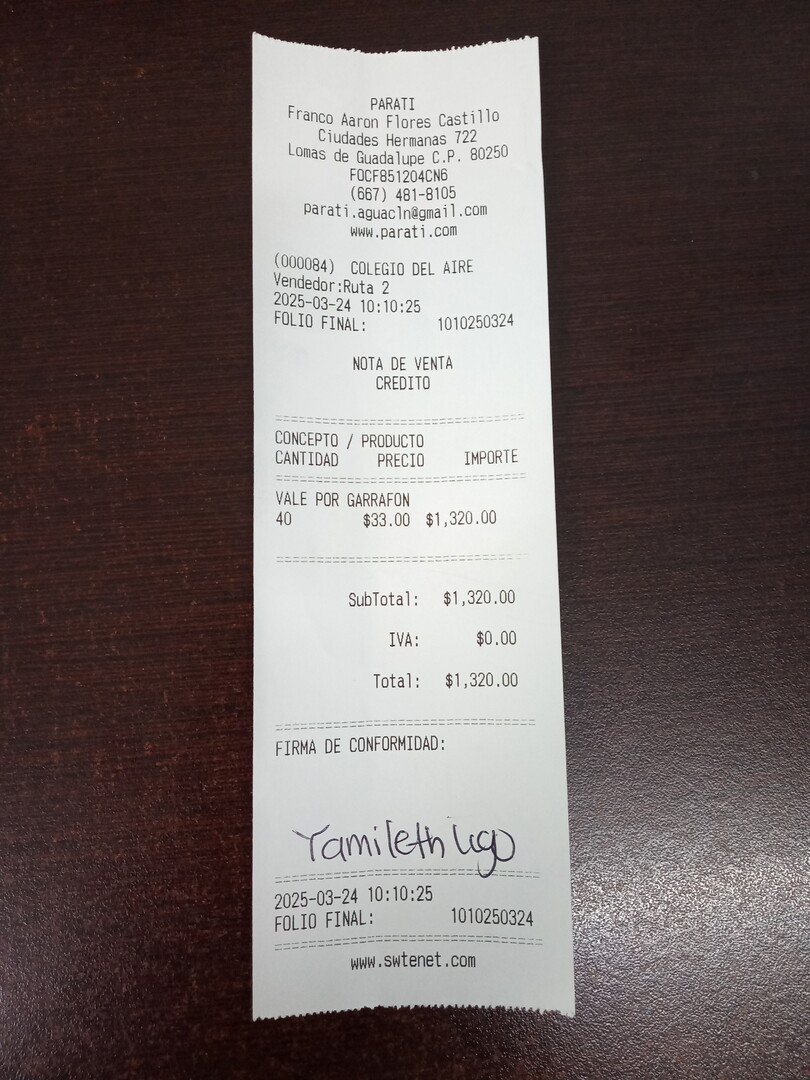 PARATI
Franco Aaron Flores Castillo
Ciudades Hermanas 722
Lomas de Guadalupe C.P. 80250
FOCF851204CN6
(667) 481-8105
parati.aguacln@gmail.com
www.parati.com
(000084) COLEGIO DEL AIRE
Vendedor:Ruta 2
2025-03-24 10:10:25
FOLIO FINAL: 1010250324
NOTA DE VENTA
CREDITO
CONCEPTO / PRODUCTO
CANTIDAD PRECIO IMPORTE
VALE POR GARRAFON
40 $33.00 $1,320.00
SubTotal: $1,320.00
IVA: $0.00
Total: $1,320.00
FIRMA DE CONFORMIDAD:
Yamileth lugo
2025-03-24 10:10:25
FOLIO FINAL: 1010250324
www.swtenet.com